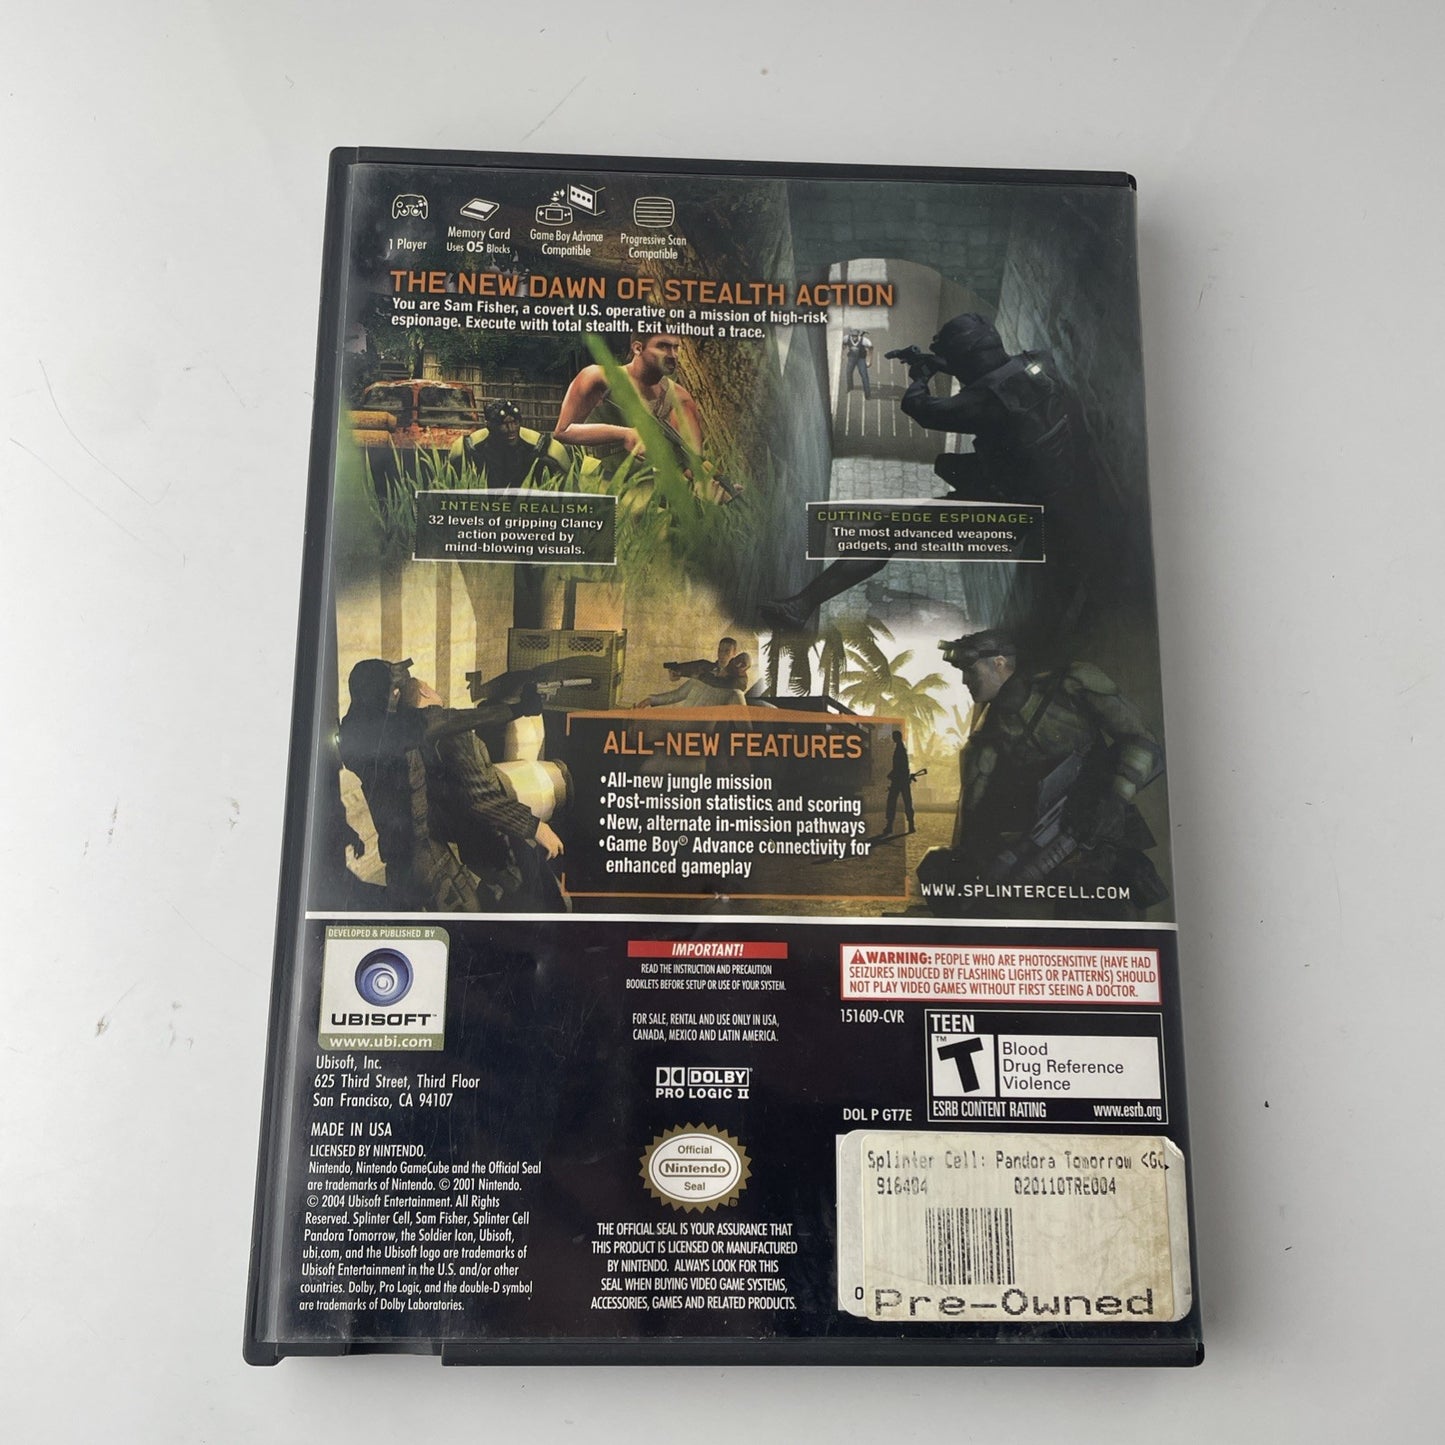 1 Player
Memory Card
Uses 05 Blocks
Game Boy Advance
Compatible
Progressive Scan
Compatible
THE NEW DAWN OF STEALTH ACTION
You are Sam Fisher, a covert U.S. operative on a mission of high-risk
espionage. Execute with total stealth. Exit without a trace.
INTENSE REALISM:
32 levels of gripping Clancy
action powered by
mind-blowing visuals.
CUTTING-EDGE ESPIONAGE:
The most advanced weapons,
gadgets, and stealth moves.
ALL-NEW FEATURES
•All-new jungle mission
•Post-mission statistics and scoring
•New, alternate in-mission pathways
•Game Boy® Advance connectivity for
enhanced gameplay
WWW.SPLINTERCELL.COM
DEVELOPED & PUBLISHED BY
UBISOFT™
www.ubi.com
Ubisoft, Inc.
625 Third Street, Third Floor
San Francisco, CA 94107
MADE IN USA
LICENSED BY NINTENDO.
Nintendo, Nintendo GameCube and the Official Seal
are trademarks of Nintendo. © 2001 Nintendo.
© 2004 Ubisoft Entertainment. All Rights
Reserved. Splinter Cell, Sam Fisher, Splinter Cell
Pandora Tomorrow, the Soldier Icon, Ubisoft,
ubi.com, and the Ubisoft logo are trademarks of
Ubisoft Entertainment in the U.S. and/or other
countries. Dolby, Pro Logic, and the double-D symbol
are trademarks of Dolby Laboratories.
IMPORTANT!
READ THE INSTRUCTION AND PRECAUTION
BOOKLETS BEFORE SETUP OR USE OF YOUR SYSTEM.
FOR SALE, RENTAL AND USE ONLY IN USA,
CANADA, MEXICO AND LATIN AMERICA.
DOLBY®
PRO LOGIC II
Official
Nintendo
Seal
®
THE OFFICIAL SEAL IS YOUR ASSURANCE THAT
THIS PRODUCT IS LICENSED OR MANUFACTURED
BY NINTENDO. ALWAYS LOOK FOR THIS
SEAL WHEN BUYING VIDEO GAME SYSTEMS,
ACCESSORIES, GAMES AND RELATED PRODUCTS.
WARNING: PEOPLE WHO ARE PHOTOSENSITIVE (HAVE HAD
SEIZURES INDUCED BY FLASHING LIGHTS OR PATTERNS) SHOULD
NOT PLAY VIDEO GAMES WITHOUT FIRST SEEING A DOCTOR.
151609-CVR
TEEN
T™
Blood
Drug Reference
Violence
ESRB CONTENT RATING www.esrb.org
DOL P GT7E
Splinter Cell: Pandora Tomorrow <GC
916404 020110TRE004
0
Pre-Owned